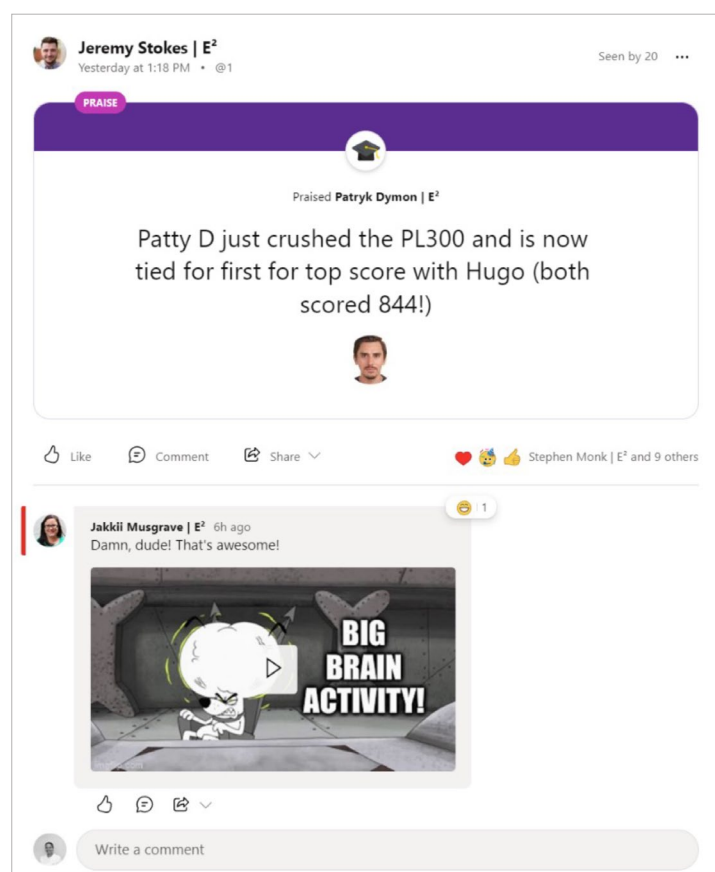 Jeremy Stokes | E²
Yesterday at 1:18 PM • @1
Seen by 20 •••
PRAISE
Praised Patryk Dymon | E²
Patty D just crushed the PL300 and is now
tied for first for top score with Hugo (both
scored 844!)
Like
Comment
Share
Stephen Monk | E² and 9 others
1
Jakkii Musgrave | E² 6h ago
Damn, dude! That's awesome!
BIG
BRAIN
ACTIVITY!
Write a comment